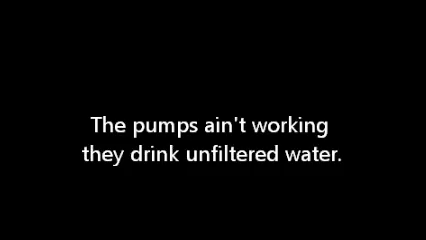 The pumps ain't working
they drink unfiltered water.